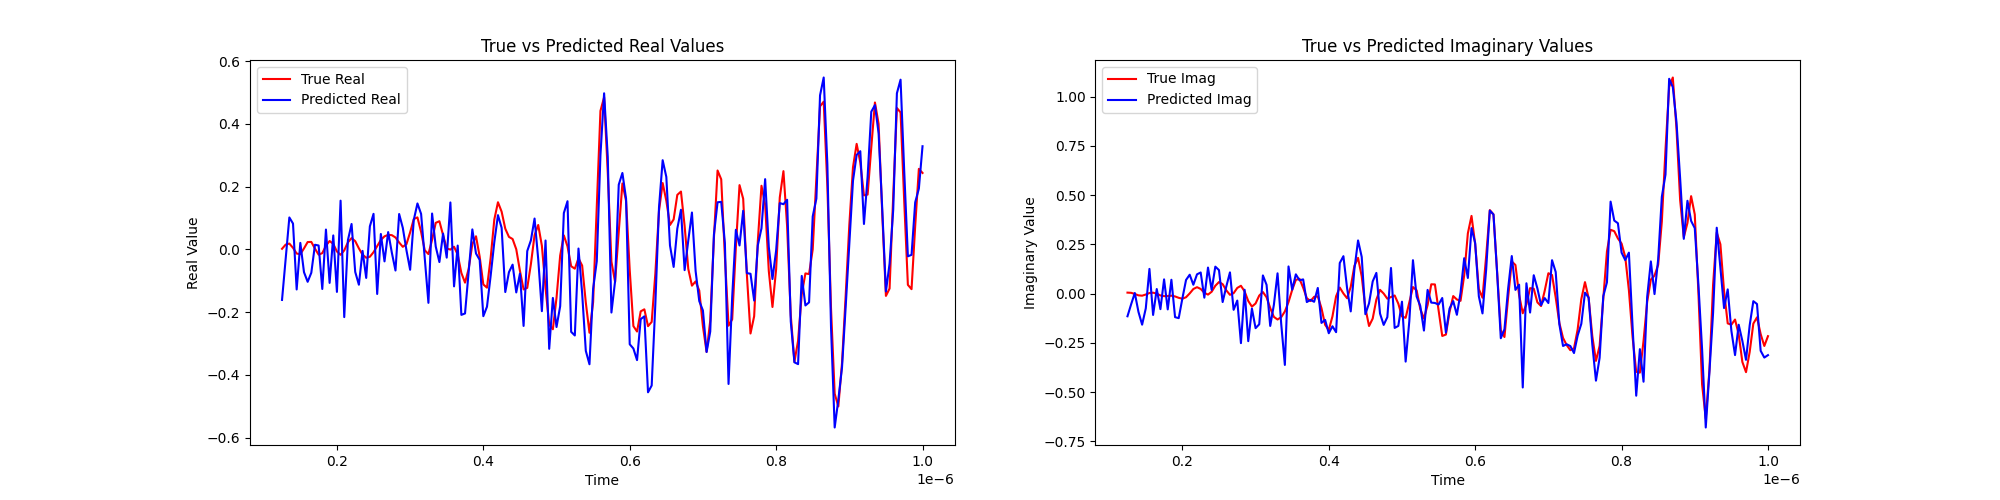 True vs Predicted Real Values
True Real
Predicted Real
Real Value
0.6
0.4
0.2
0.0
−0.2
−0.4
−0.6
0.2
0.4
0.6
0.8
1.0
1e−6
Time
True vs Predicted Imaginary Values
True Imag
Predicted Imag
Imaginary Value
1.00
0.75
0.50
0.25
0.00
−0.25
−0.50
−0.75
0.2
0.4
0.6
0.8
1.0
1e−6
Time